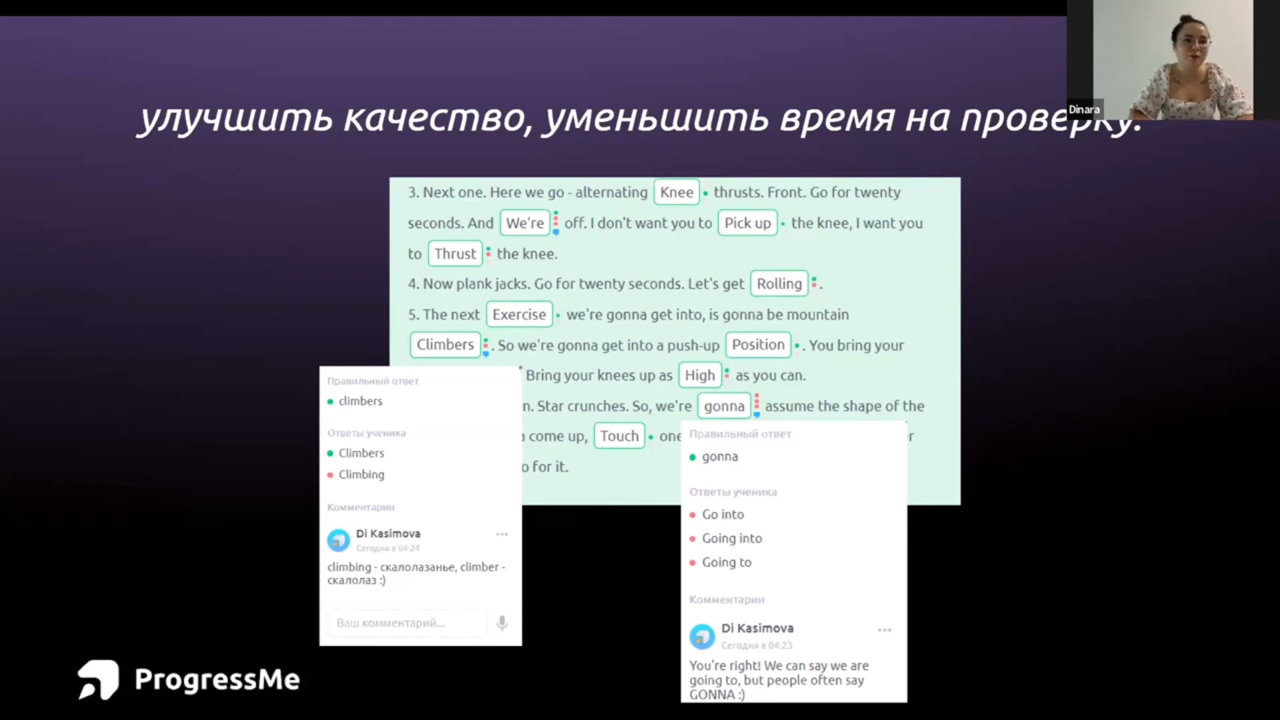 Dinara
улучшить качество, уменьшить время на проверку.
3. Next one. Here we go - alternating Knee thrusts. Front. Go for twenty
seconds. And We're off. I don't want you to Pick up the knee, I want you
to Thrust the knee.
4. Now plank jacks. Go for twenty seconds. Let's get Rolling .
5. The next Exercise we're gonna get into, is gonna be mountain
Climbers . So we're gonna get into a push-up Position . You bring your
Bring your knees up as High as you can.
n. Star crunches. So, we're gonna assume the shape of the
come up, Touch one
o for it.
Правильный ответ
climbers
Ответы ученика
Climbers
Climbing
Комментарии
Di Kasimova
Сегодня в 04:24
climbing - скалолазанье, climber -
скалолаз :)
Ваш комментарий...
Правильный ответ
gonna
Ответы ученика
Go into
Going into
Going to
Комментарии
Di Kasimova
Сегодня в 04:23
You're right! We can say we are
going to, but people often say
GONNA :)
ProgressMe